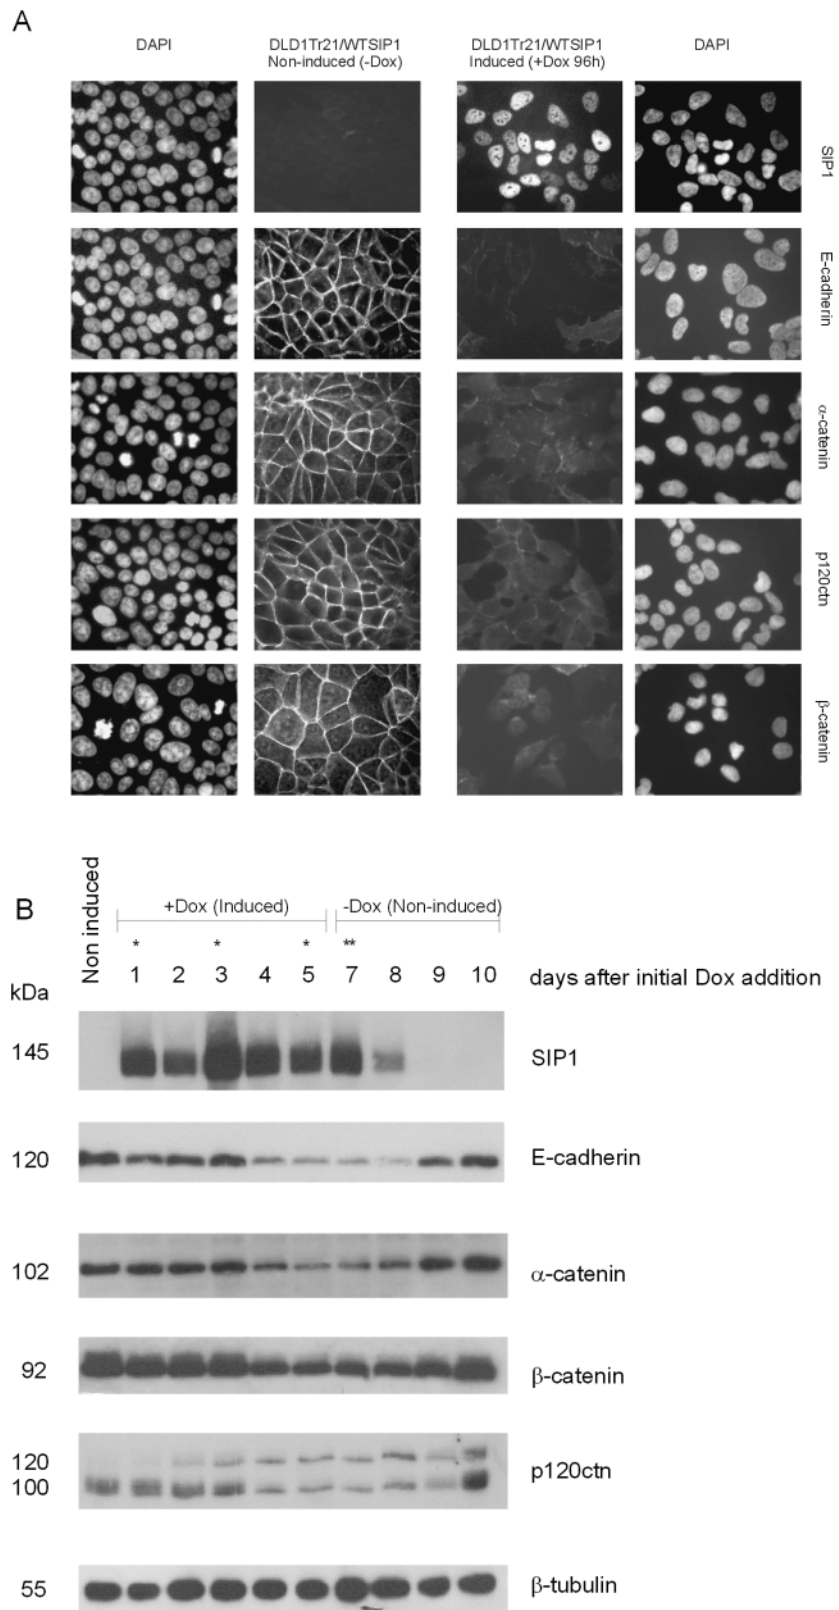 A
DAPI
DLD1Tr21/WTSIP1
Non-induced (-Dox)
DLD1Tr21/WTSIP1
Induced (+Dox 96h)
DAPI
SIP1
E-cadherin
α-catenin
p120ctn
β-catenin
B
Non induced
+Dox (Induced)
-Dox (Non-induced)
* * * **
kDa
1 2 3 4 5 7 8 9 10 days after initial Dox addition
145 SIP1
120 E-cadherin
102 α-catenin
92 β-catenin
120
100
p120ctn
55 β-tubulin